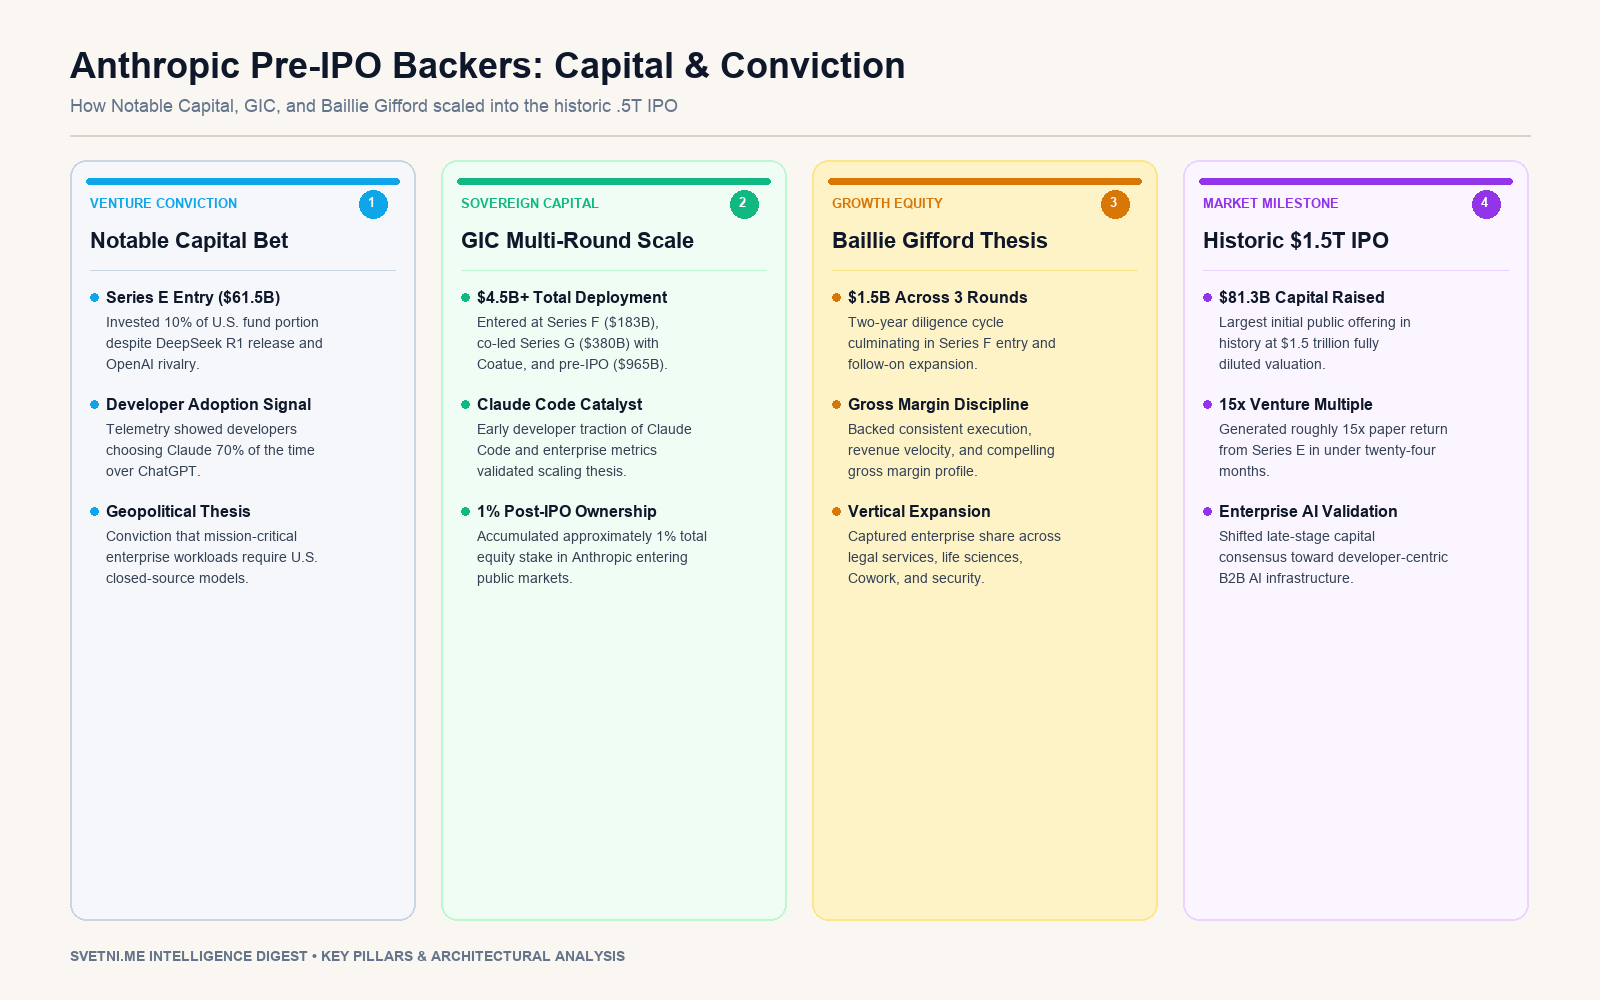 Anthropic Pre-IPO Backers: Capital & Conviction
How Notable Capital, GIC, and Baillie Gifford scaled into the historic .5T IPO
VENTURE CONVICTION
1
Notable Capital Bet
Series E Entry ($61.5B)
Invested 10% of U.S. fund portion
despite DeepSeek R1 release and
OpenAI rivalry.
Developer Adoption Signal
Telemetry showed developers
choosing Claude 70% of the time
over ChatGPT.
Geopolitical Thesis
Conviction that mission-critical
enterprise workloads require U.S.
closed-source models.
SOVEREIGN CAPITAL
2
GIC Multi-Round Scale
$4.5B+ Total Deployment
Entered at Series F ($183B),
co-led Series G ($380B) with
Coatue, and pre-IPO ($965B).
Claude Code Catalyst
Early developer traction of Claude
Code and enterprise metrics
validated scaling thesis.
1% Post-IPO Ownership
Accumulated approximately 1% total
equity stake in Anthropic entering
public markets.
GROWTH EQUITY
3
Baillie Gifford Thesis
$1.5B Across 3 Rounds
Two-year diligence cycle
culminating in Series F entry and
follow-on expansion.
Gross Margin Discipline
Backed consistent execution,
revenue velocity, and compelling
gross margin profile.
Vertical Expansion
Captured enterprise share across
legal services, life sciences,
Cowork, and security.
MARKET MILESTONE
4
Historic $1.5T IPO
$81.3B Capital Raised
Largest initial public offering in
history at $1.5 trillion fully
diluted valuation.
15x Venture Multiple
Generated roughly 15x paper return
from Series E in under twenty-four
months.
Enterprise AI Validation
Shifted late-stage capital
consensus toward developer-centric
B2B AI infrastructure.
SVETNI.ME INTELLIGENCE DIGEST • KEY PILLARS & ARCHITECTURAL ANALYSIS